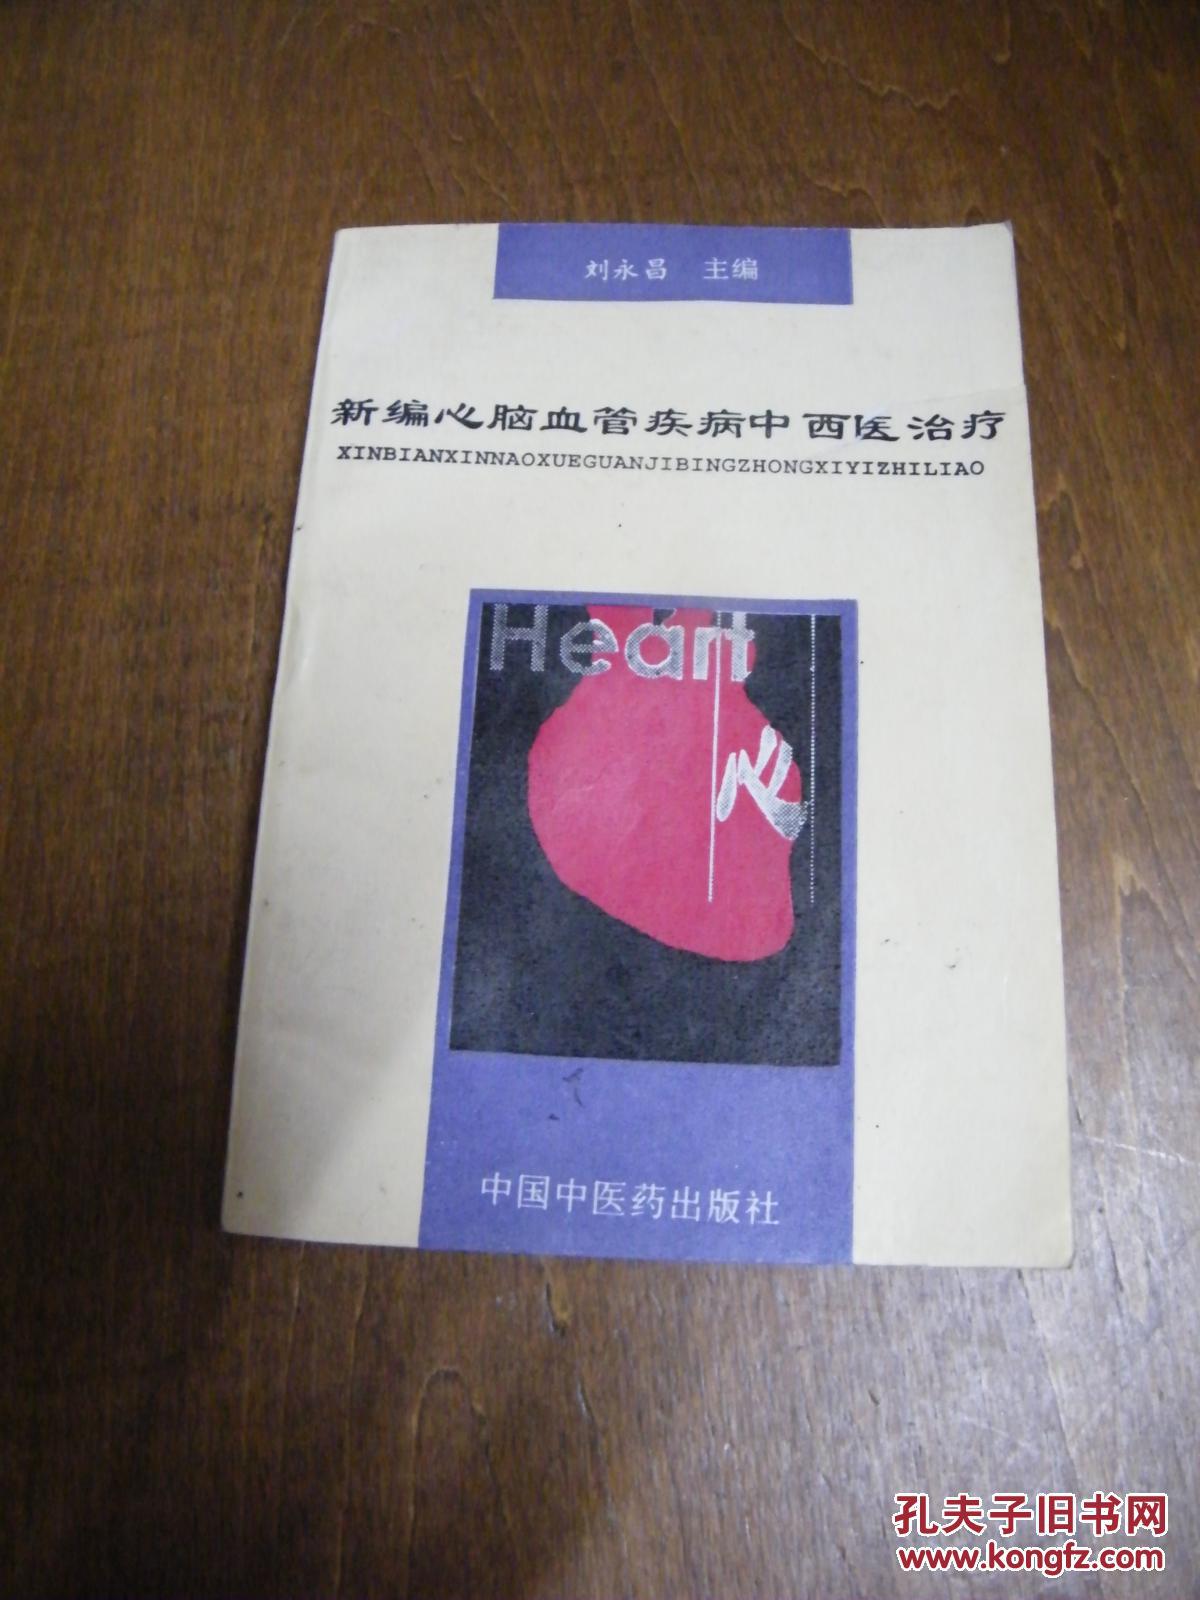 刘永昌 主编
新编心脑血管疾病中西医治疗
XINBIANXINNAOXUEGUANJIBINGZHONGXIYIZHILIAO
Heart
心
中国中医药出版社
孔夫子旧书网
www.kongfz.com